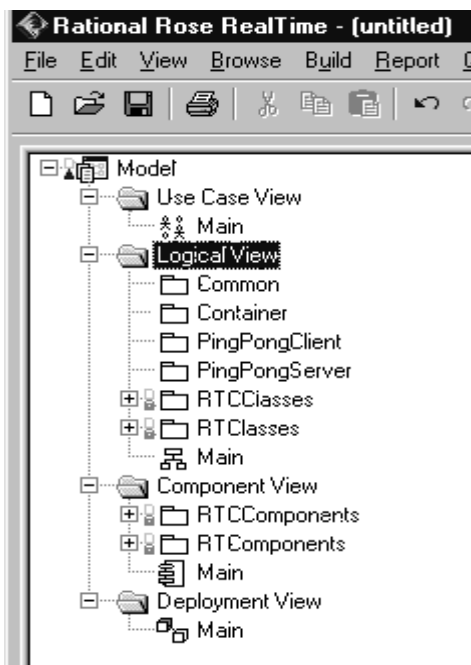 Rational Rose RealTime - (untitled)
File Edit View Browse Build Report
Model
Use Case View
Main
Logical View
Common
Container
PingPongClient
PingPongServer
RTCClasses
RTClasses
Main
Component View
RTCComponents
RTComponents
Main
Deployment View
Main